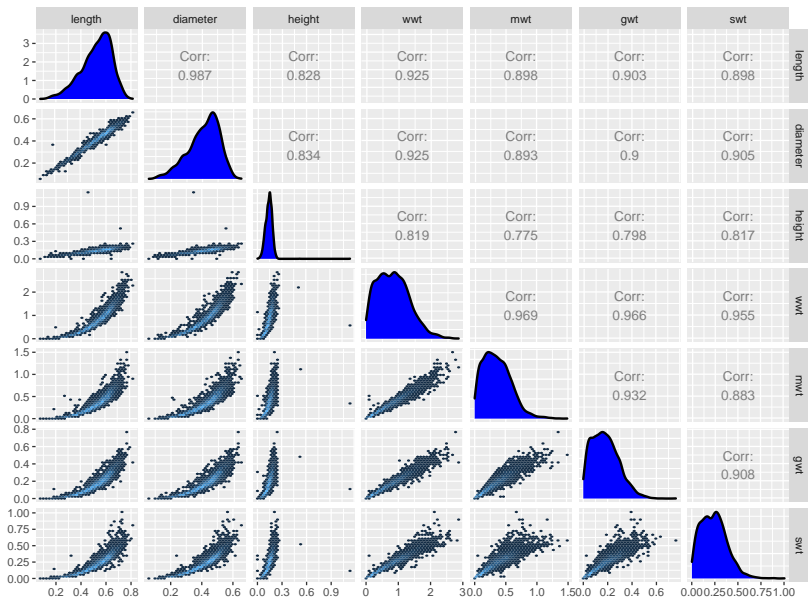 length diameter height wwt mwt gwt swt
3
2
1
0
Corr:
0.987
Corr:
0.828
Corr:
0.925
Corr:
0.898
Corr:
0.903
Corr:
0.898
length
0.6
0.4
0.2
Corr:
0.834
Corr:
0.925
Corr:
0.893
Corr:
0.9
Corr:
0.905
diameter
0.9
0.6
0.3
0.0
Corr:
0.819
Corr:
0.775
Corr:
0.798
Corr:
0.817
height
2
1
0
Corr:
0.969
Corr:
0.966
Corr:
0.955
wwt
1.5
1.0
0.5
0.0
Corr:
0.932
Corr:
0.883
mwt
0.8
0.6
0.4
0.2
0.0
Corr:
0.908
gwt
1.00
0.75
0.50
0.25
0.00
swt
0.2 0.4 0.6 0.8 0.2 0.4 0.6 0.0 0.3 0.6 0.9 0 1 2 3 0.0 0.5 1.0 1.5 0.0 0.2 0.4 0.6 0.00 0.25 0.50 0.75 1.00